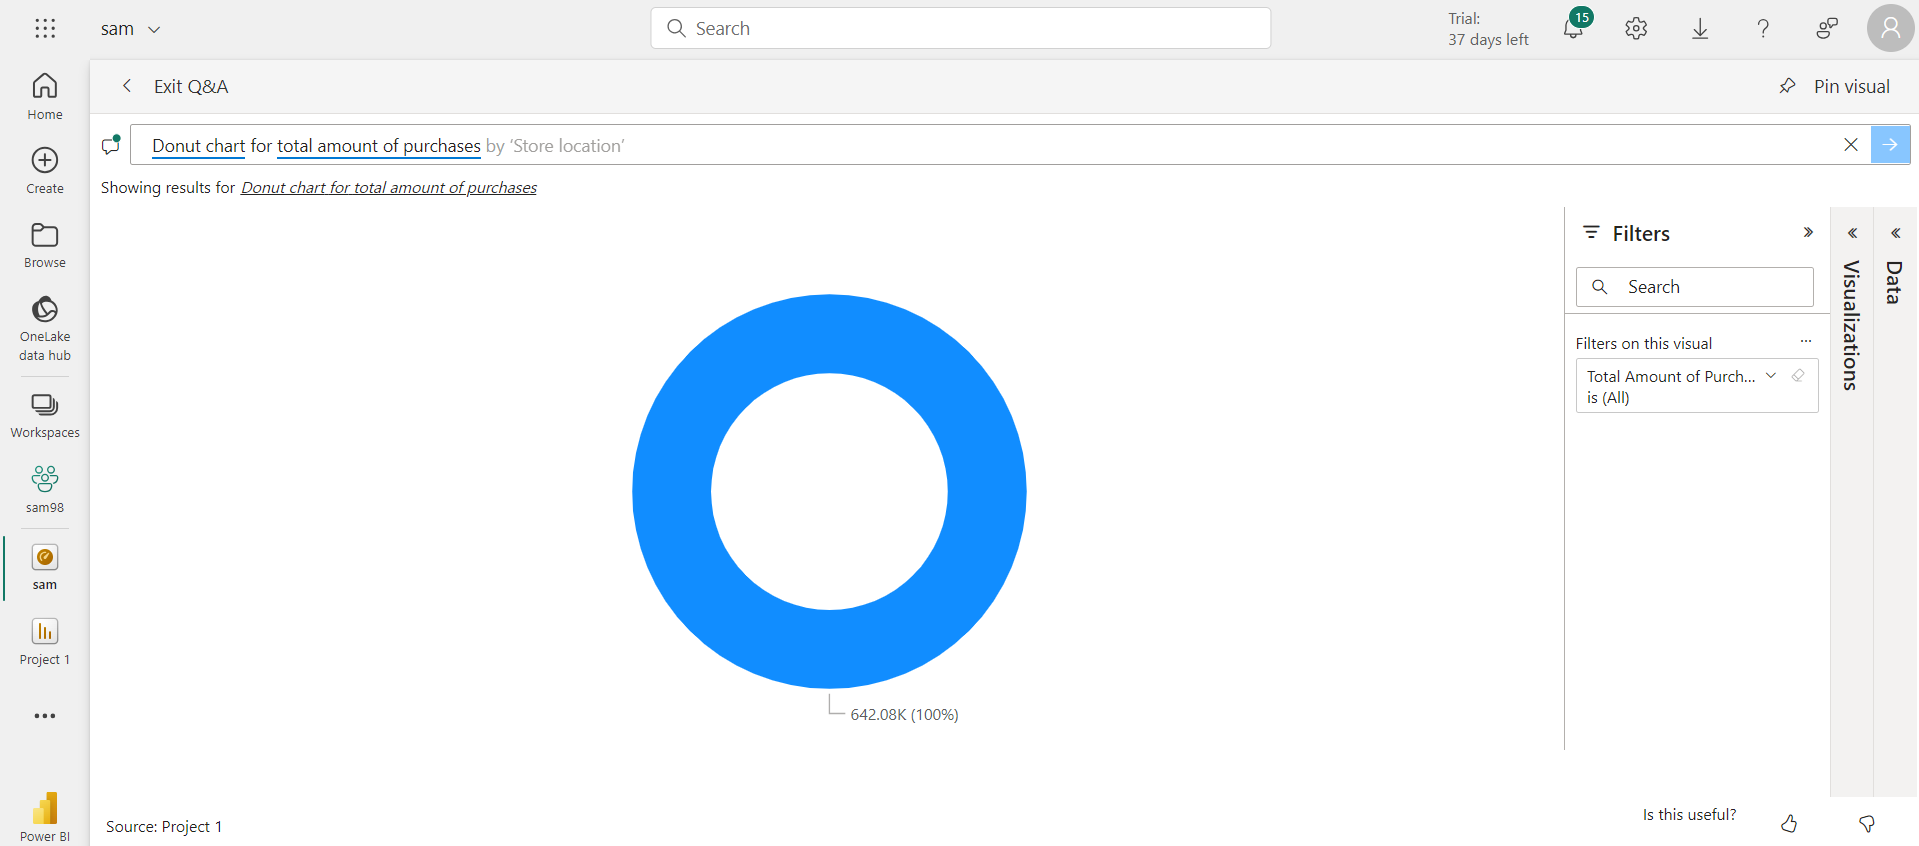 sam
Search
Trial:
37 days left
15
Home
Create
Browse
OneLake
data hub
Workspaces
sam98
sam
Project 1
Power BI
Exit Q&A
Pin visual
Donut chart for total amount of purchases by ‘Store location’
Showing results for Donut chart for total amount of purchases
642.08K (100%)
Filters
Search
Filters on this visual
Total Amount of Purch...
is (All)
Visualizations
Data
Source: Project 1
Is this useful?